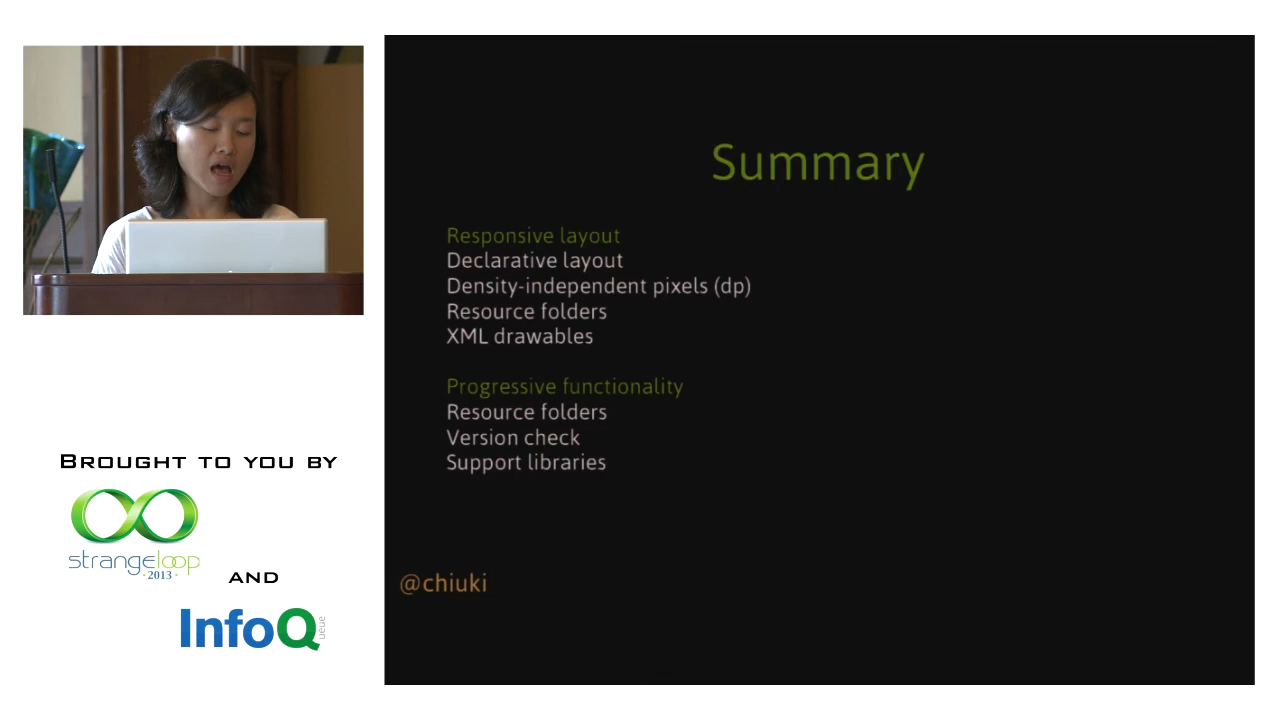 Summary
Responsive layout
Declarative layout
Density-independent pixels (dp)
Resource folders
XML drawables
Progressive functionality
Resource folders
Version check
Support libraries
@chiuki
BROUGHT TO YOU BY
strangeloop
·2013·
AND
InfoQ
ueue